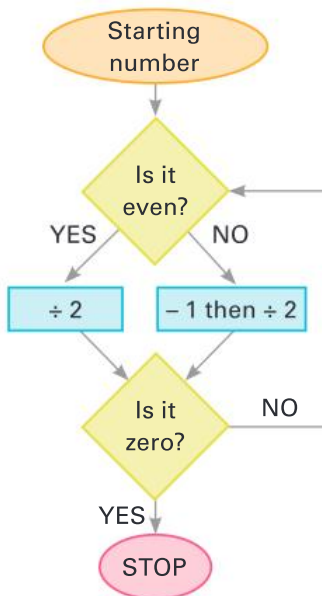 Starting
number
Is it
even?
YES
NO
÷ 2
– 1 then ÷ 2
Is it
zero?
NO
YES
STOP